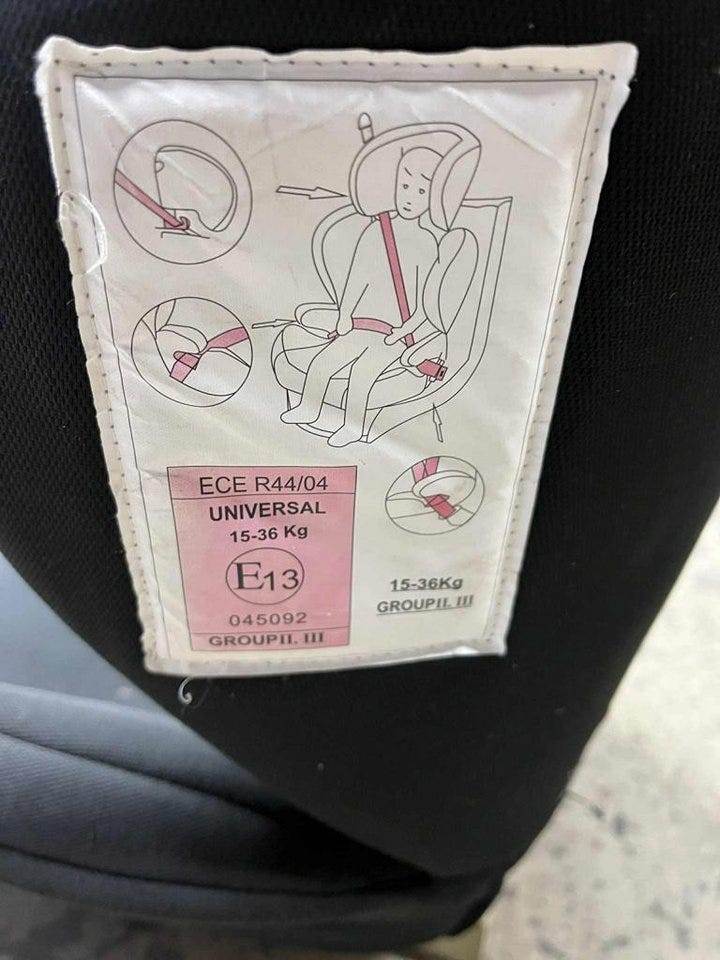 ECE R44/04
UNIVERSAL
15-36 Kg
E13
045092
GROUPII. III
15-36Kg
GROUPII. III